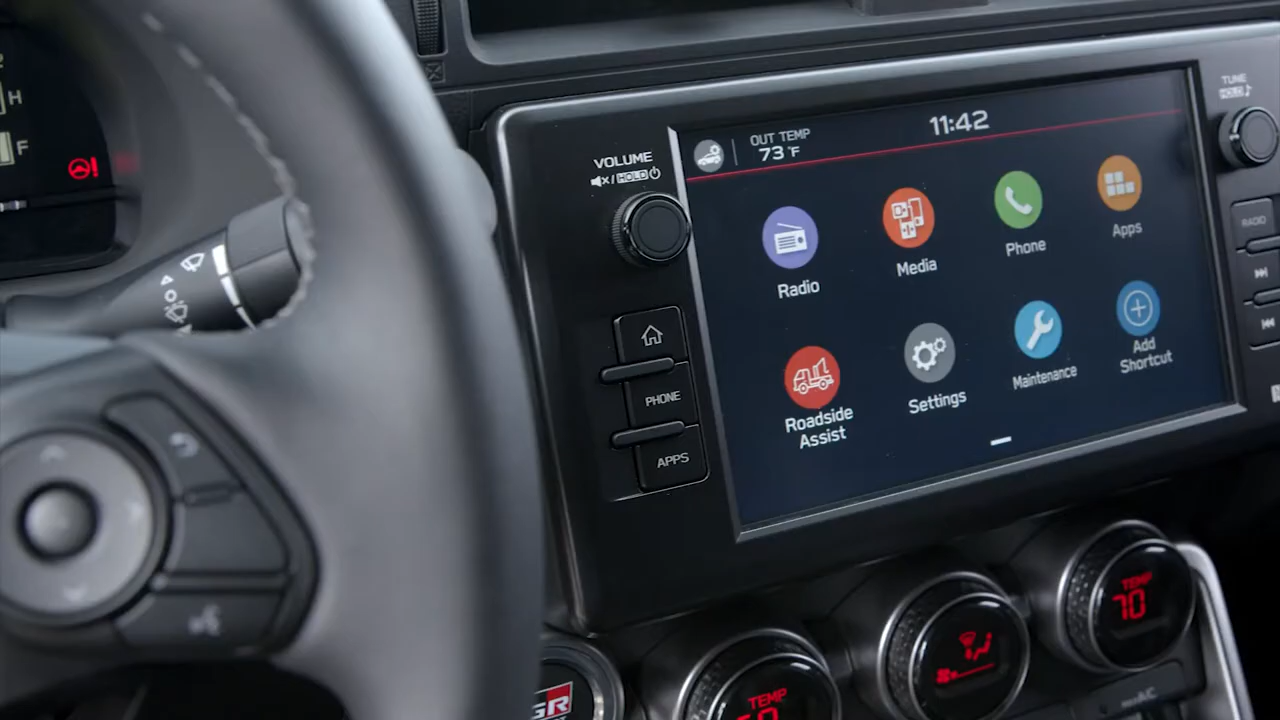 H
F
VOLUME
/ HOLD
OUT TEMP
73 °F
11:42
TUNE
HOLD
Radio
Media
Phone
Apps
RADIO
PHONE
APPS
Roadside
Assist
Settings
Maintenance
Add
Shortcut
TEMP
70
TEMP
GR
A/C